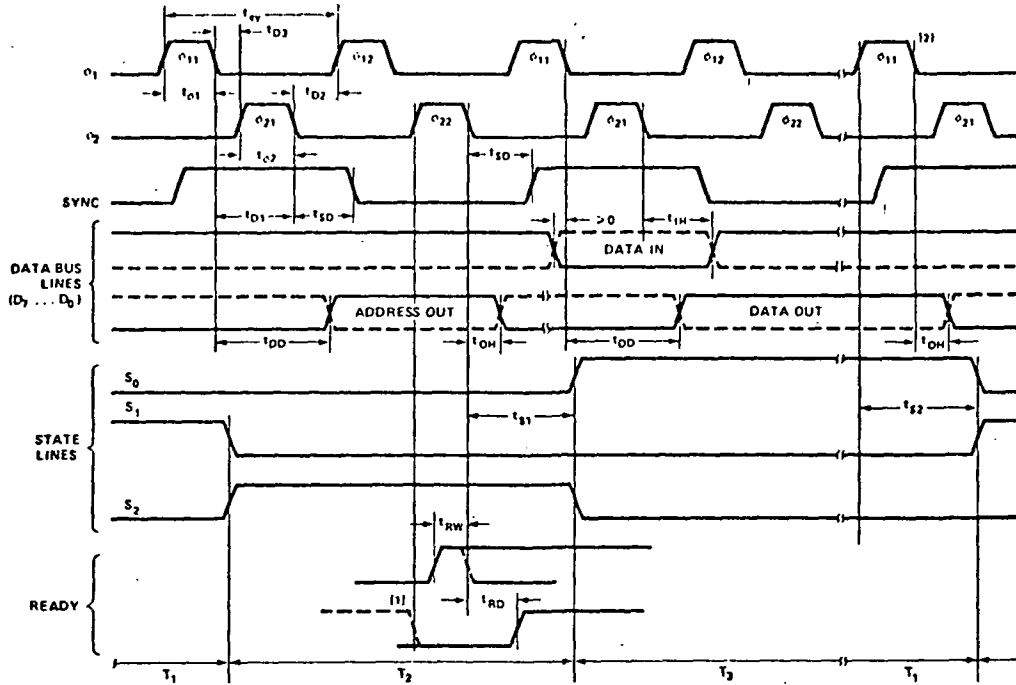 tCY
tD3
φ1 φ11 φ12 φ11 φ12 φ11 [2]
tφ1 tD2
φ2 φ21 φ22 φ21 φ22 φ21
tφ2 tSD
SYNC
tD1 tSD >0 tIH
DATA BUS LINES (D7 ... D0)
DATA IN
ADDRESS OUT DATA OUT
tDD tOH tDD tOH
S0
S1 tS1 tS2
STATE LINES
S2
tRW
READY
[1] tRD
T1 T2 T3 T1